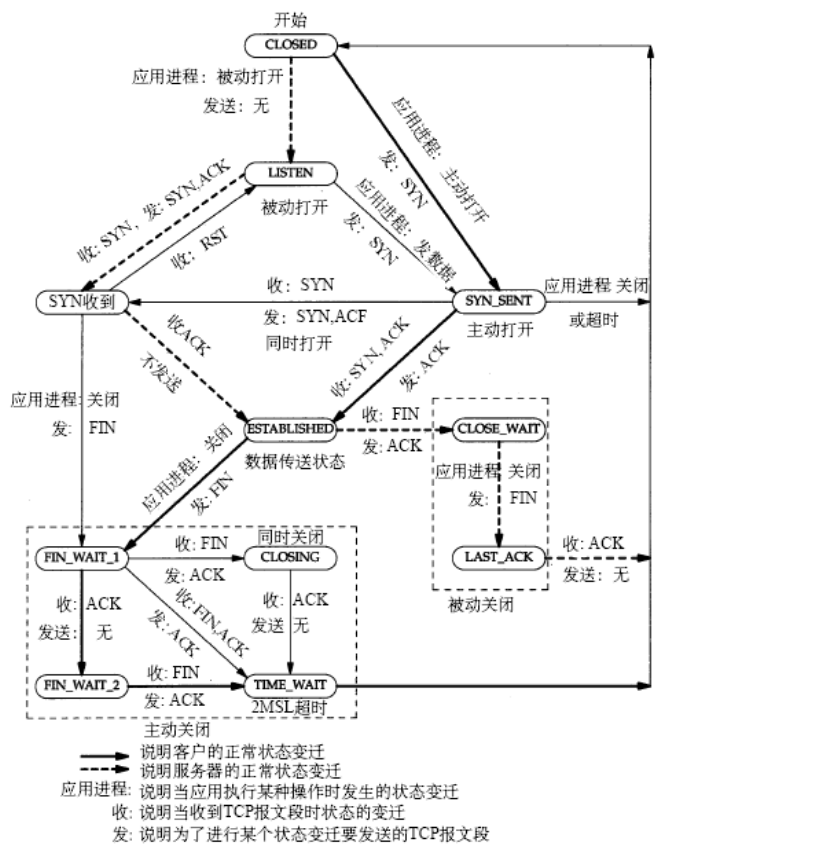 开始
CLOSED
应用进程：被动打开
发送：无
应用进程：主动打开
发：SYN
LISTEN
被动打开
收: SYN，发: SYN,ACK
收：RST
应用进程：发数据
发：SYN
SYN收到
收：SYN
发：SYN,ACF
同时打开
SYN_SENT
主动打开
应用进程 关闭
或超时
收ACK
不发送
收: SYN,ACK
发: ACK
应用进程: 关闭
发: FIN
ESTABLISHED
数据传送状态
收: FIN
发: ACK
CLOSE_WAIT
应用进程：关闭
发: FIN
应用进程 关闭
发: FIN
FIN_WAIT_1
收: FIN
发: ACK
同时关闭
CLOSING
LAST_ACK
收: ACK
发送：无
被动关闭
收: ACK
发送: 无
收:FIN,ACK
发: ACK
收: ACK
发送 无
FIN_WAIT_2
收: FIN
发: ACK
TIME_WAIT
2MSL超时
主动关闭
说明客户的正常状态变迁
说明服务器的正常状态变迁
应用进程: 说明当应用执行某种操作时发生的状态变迁
收: 说明当收到TCP报文段时状态的变迁
发: 说明为了进行某个状态变迁要发送的TCP报文段